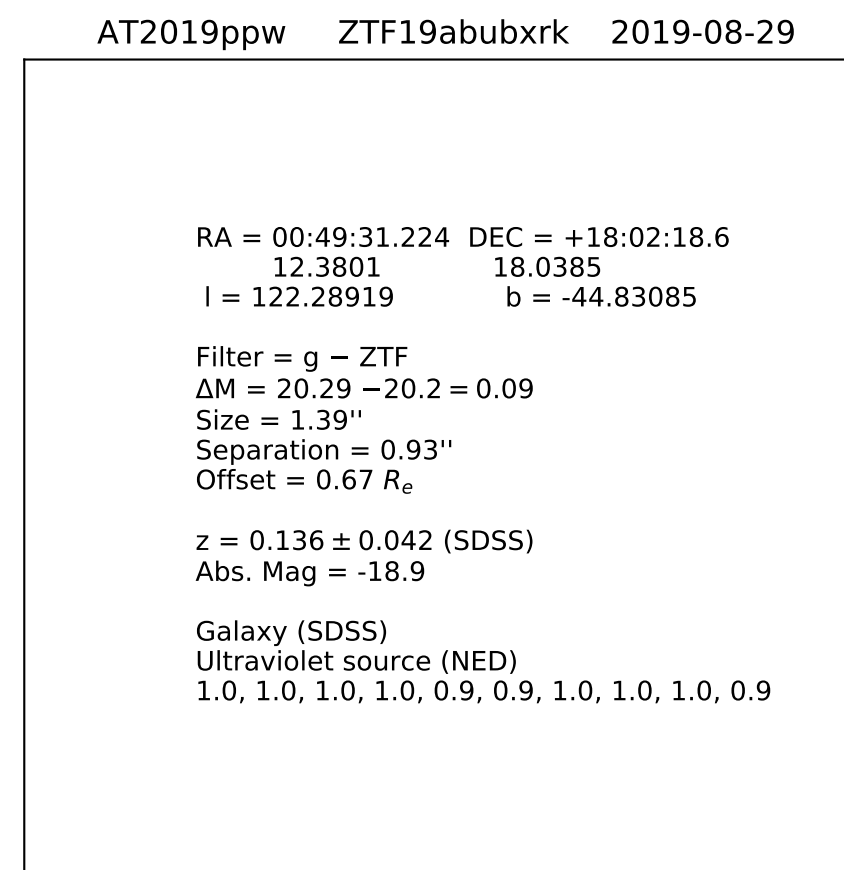 AT2019ppw ZTF19abubxrk 2019-08-29
RA = 00:49:31.224 DEC = +18:02:18.6
12.3801 18.0385
l = 122.28919 b = -44.83085
Filter = g − ZTF
ΔM = 20.29 −20.2 = 0.09
Size = 1.39''
Separation = 0.93''
Offset = 0.67 Re
z = 0.136 ± 0.042 (SDSS)
Abs. Mag = -18.9
Galaxy (SDSS)
Ultraviolet source (NED)
1.0, 1.0, 1.0, 1.0, 0.9, 0.9, 1.0, 1.0, 1.0, 0.9